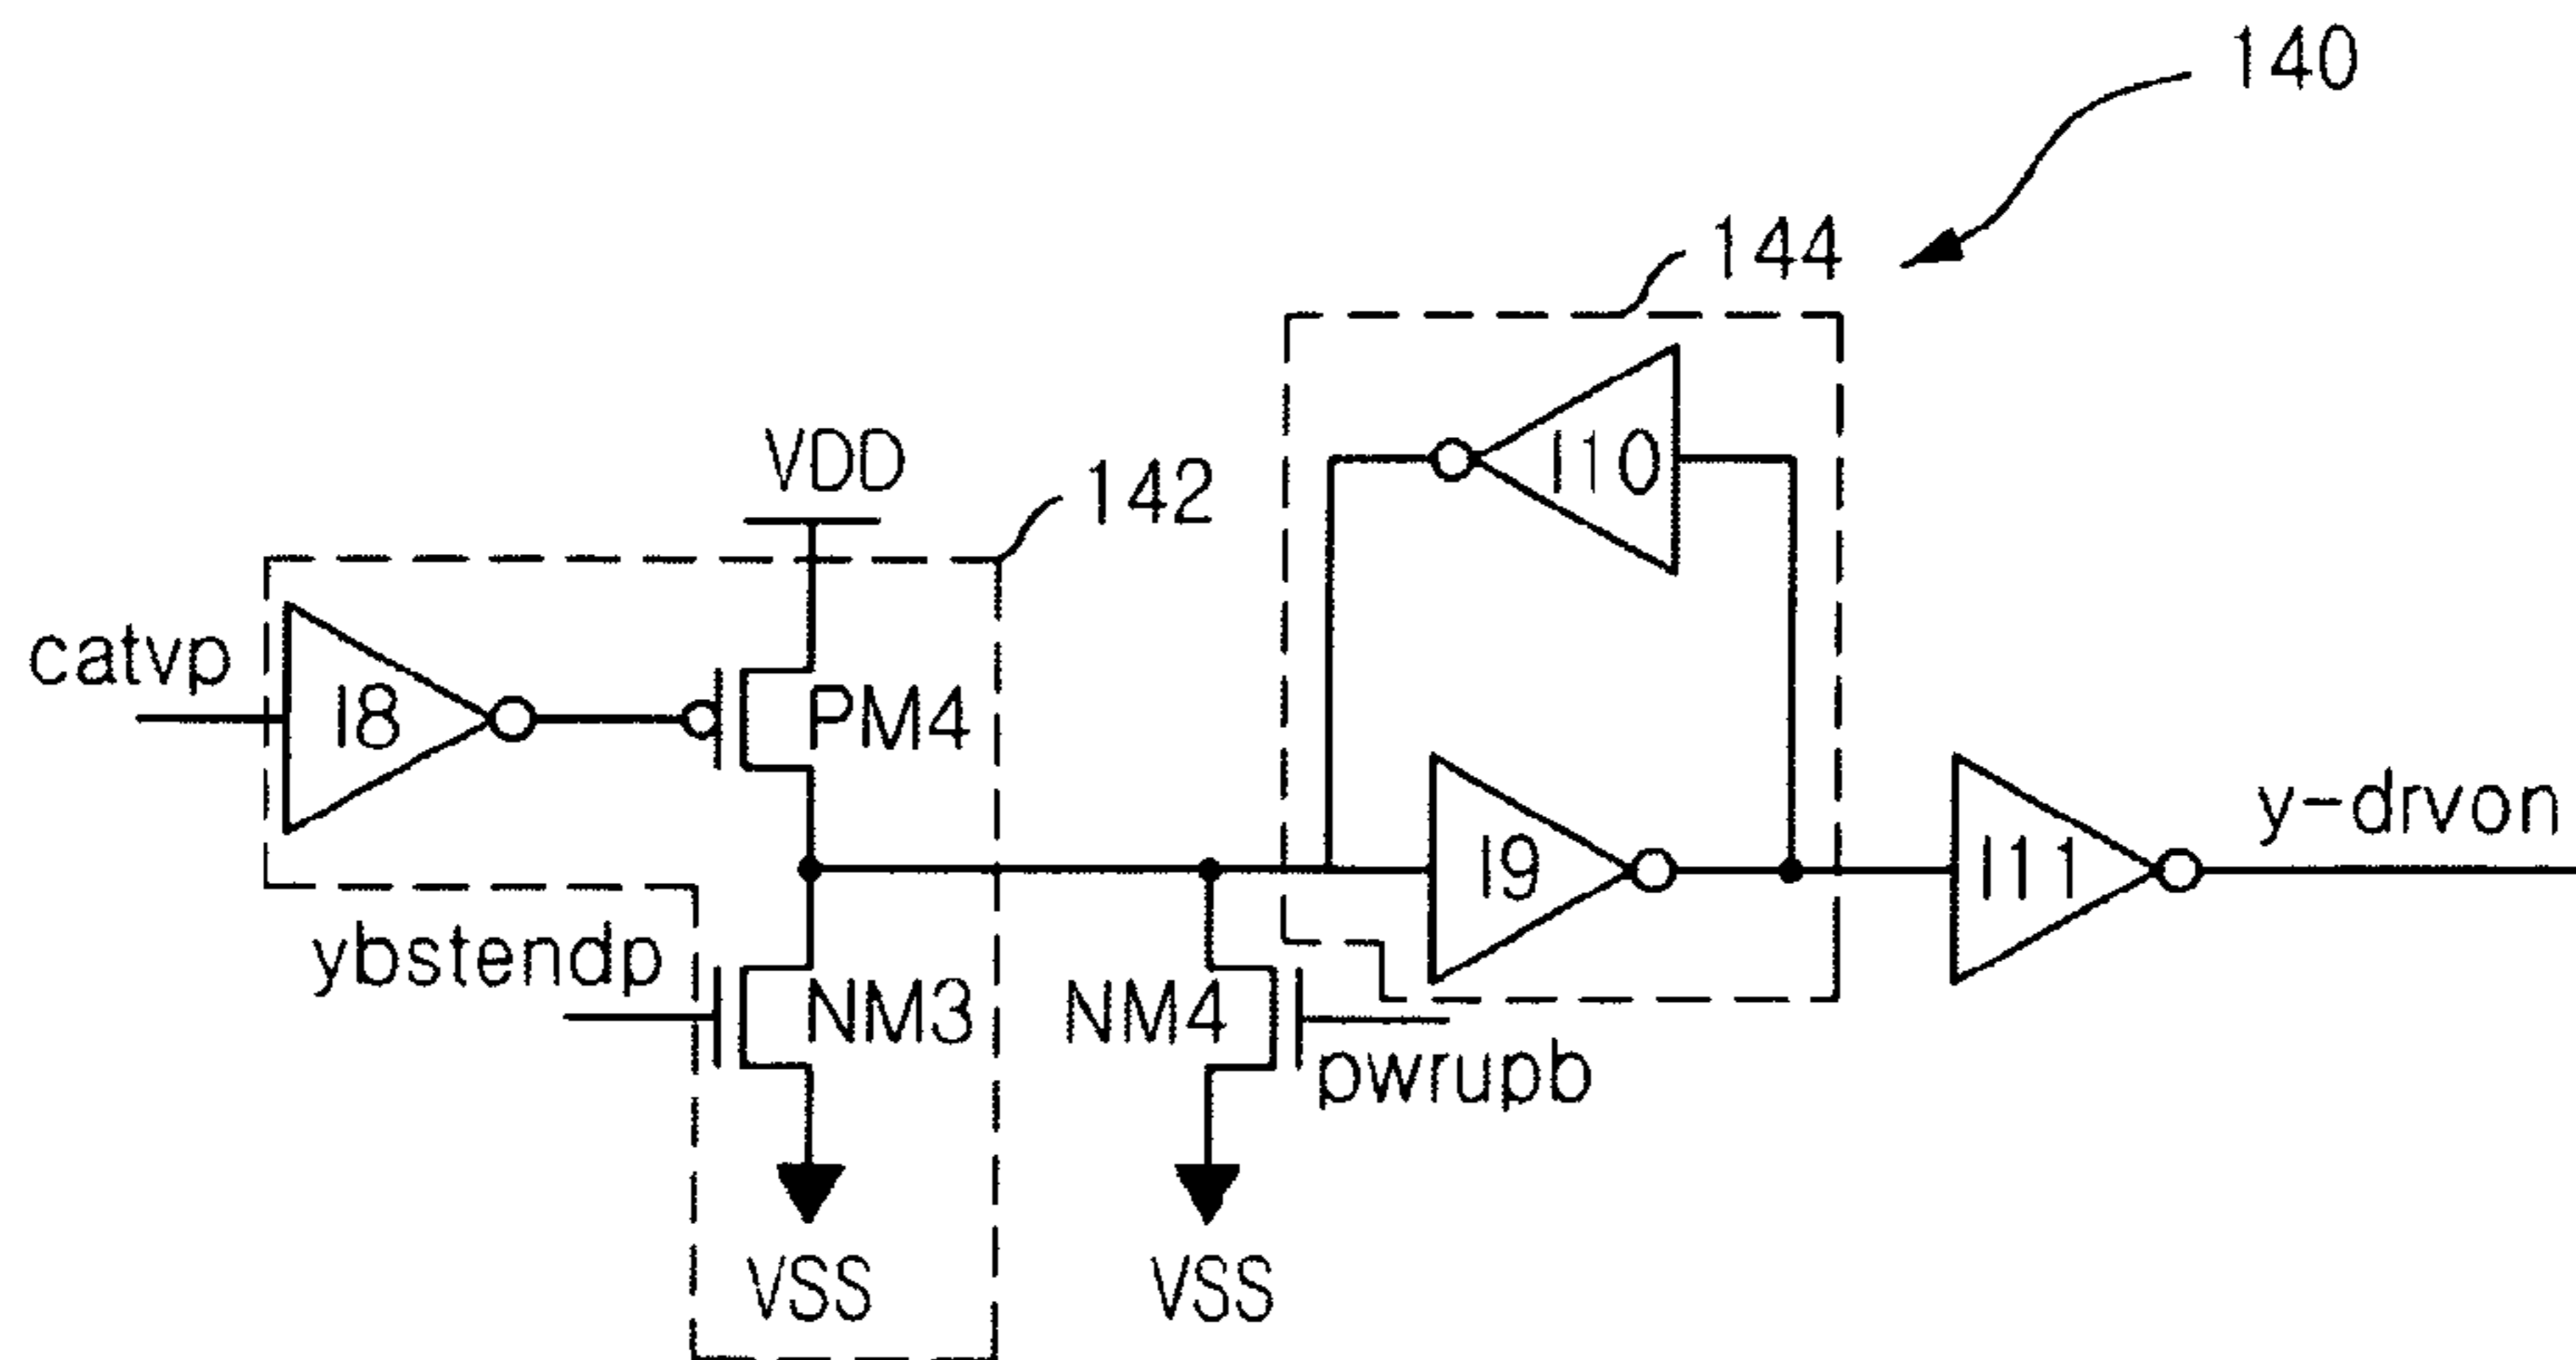 140
144
VDD
142
I10
catvp
I8
PM4
I9
I11
y-drvon
ybstendp
NM3
NM4
pwrupb
VSS
VSS